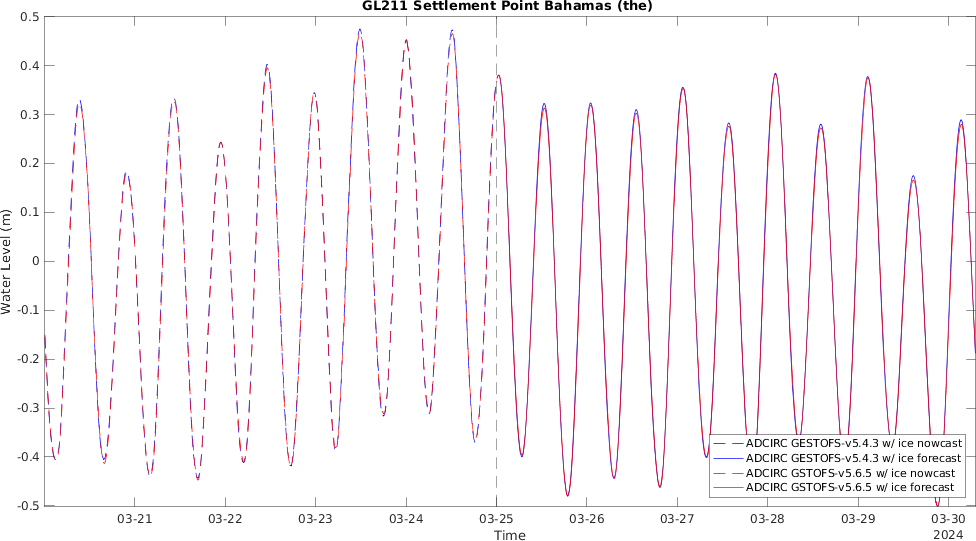 GL211 Settlement Point Bahamas (the)
0.5
0.4
0.3
0.2
0.1
0
-0.1
-0.2
-0.3
-0.4
-0.5
Water Level (m)
ADCIRC GESTOFS-v5.4.3 w/ ice nowcast
ADCIRC GESTOFS-v5.4.3 w/ ice forecast
ADCIRC GSTOFS-v5.6.5 w/ ice nowcast
ADCIRC GSTOFS-v5.6.5 w/ ice forecast
03-21 03-22 03-23 03-24 03-25 03-26 03-27 03-28 03-29 03-30
2024
Time